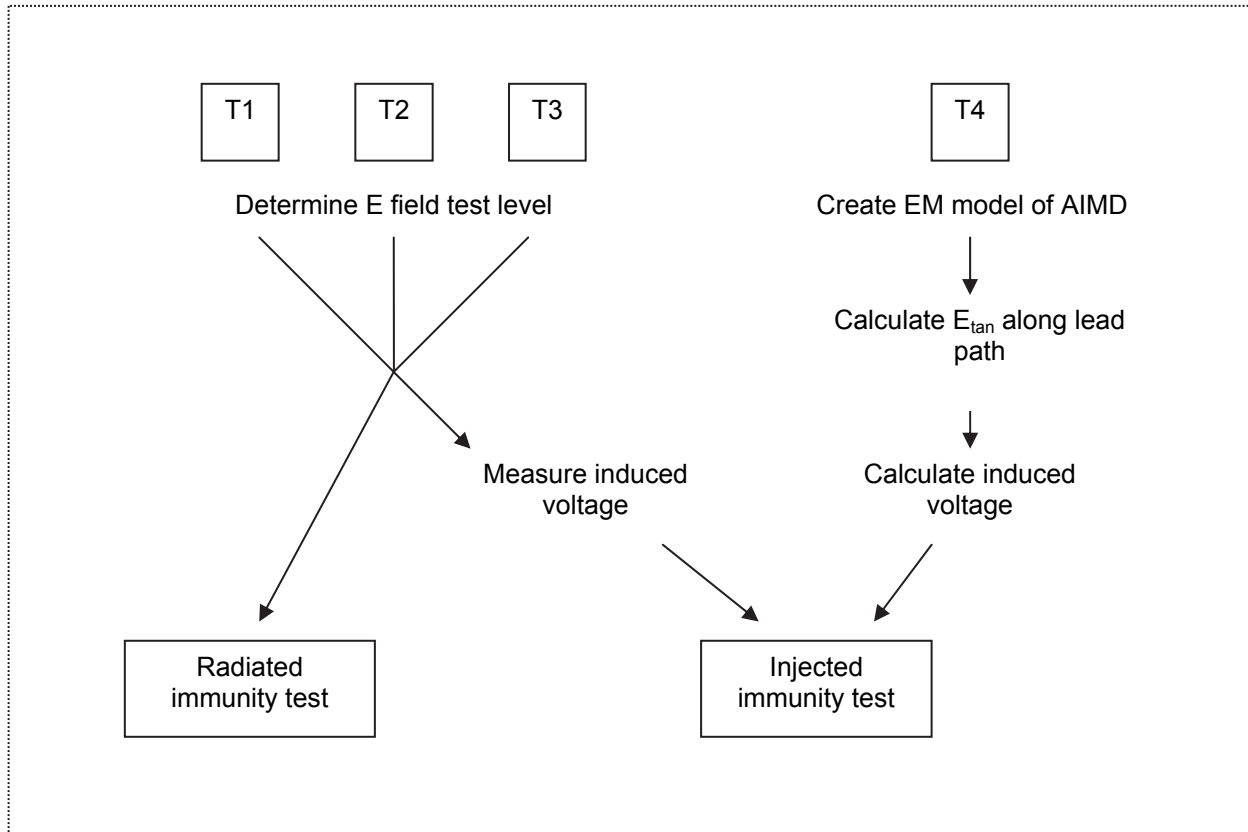 T1 T2 T3 T4
Determine E field test level
Create EM model of AIMD
Calculate Etan along lead
path
Measure induced
voltage
Calculate induced
voltage
Radiated
immunity test
Injected
immunity test